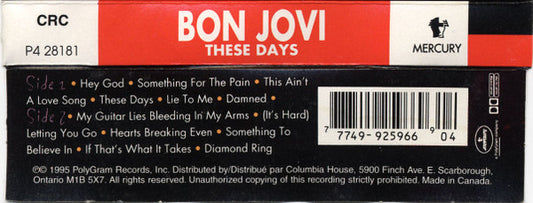 CRC
P4 28181
BON JOVI
THESE DAYS
MERCURY
Side 1 • Hey God • Something For The Pain • This Ain't
A Love Song • These Days • Lie To Me • Damned •
Side 2 • My Guitar Lies Bleeding In My Arms • (It's Hard)
Letting You Go • Hearts Breaking Even • Something To
Believe In • If That's What It Takes • Diamond Ring
7 7749-925966 9 04
℗© 1995 PolyGram Records, Inc. Distributed by/Distribué par Columbia House, 5900 Finch Ave. E. Scarborough,
Ontario M1B 5X7. All rights reserved. Unauthorized copying of this recording strictly prohibited. Made in Canada.